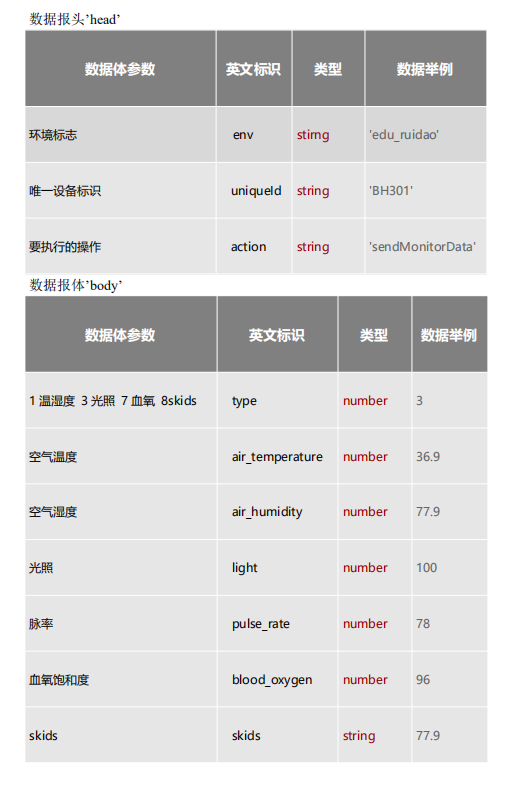 数据报头’head’
数据体参数 英文标识 类型 数据举例
环境标志 env stirng 'edu_ruidao'
唯一设备标识 uniqueId string 'BH301'
要执行的操作 action string 'sendMonitorData'
数据报体’body’
数据体参数 英文标识 类型 数据举例
1 温湿度 3 光照 7 血氧 8skids type number 3
空气温度 air_temperature number 36.9
空气湿度 air_humidity number 77.9
光照 light number 100
脉率 pulse_rate number 78
血氧饱和度 blood_oxygen number 96
skids skids string 77.9